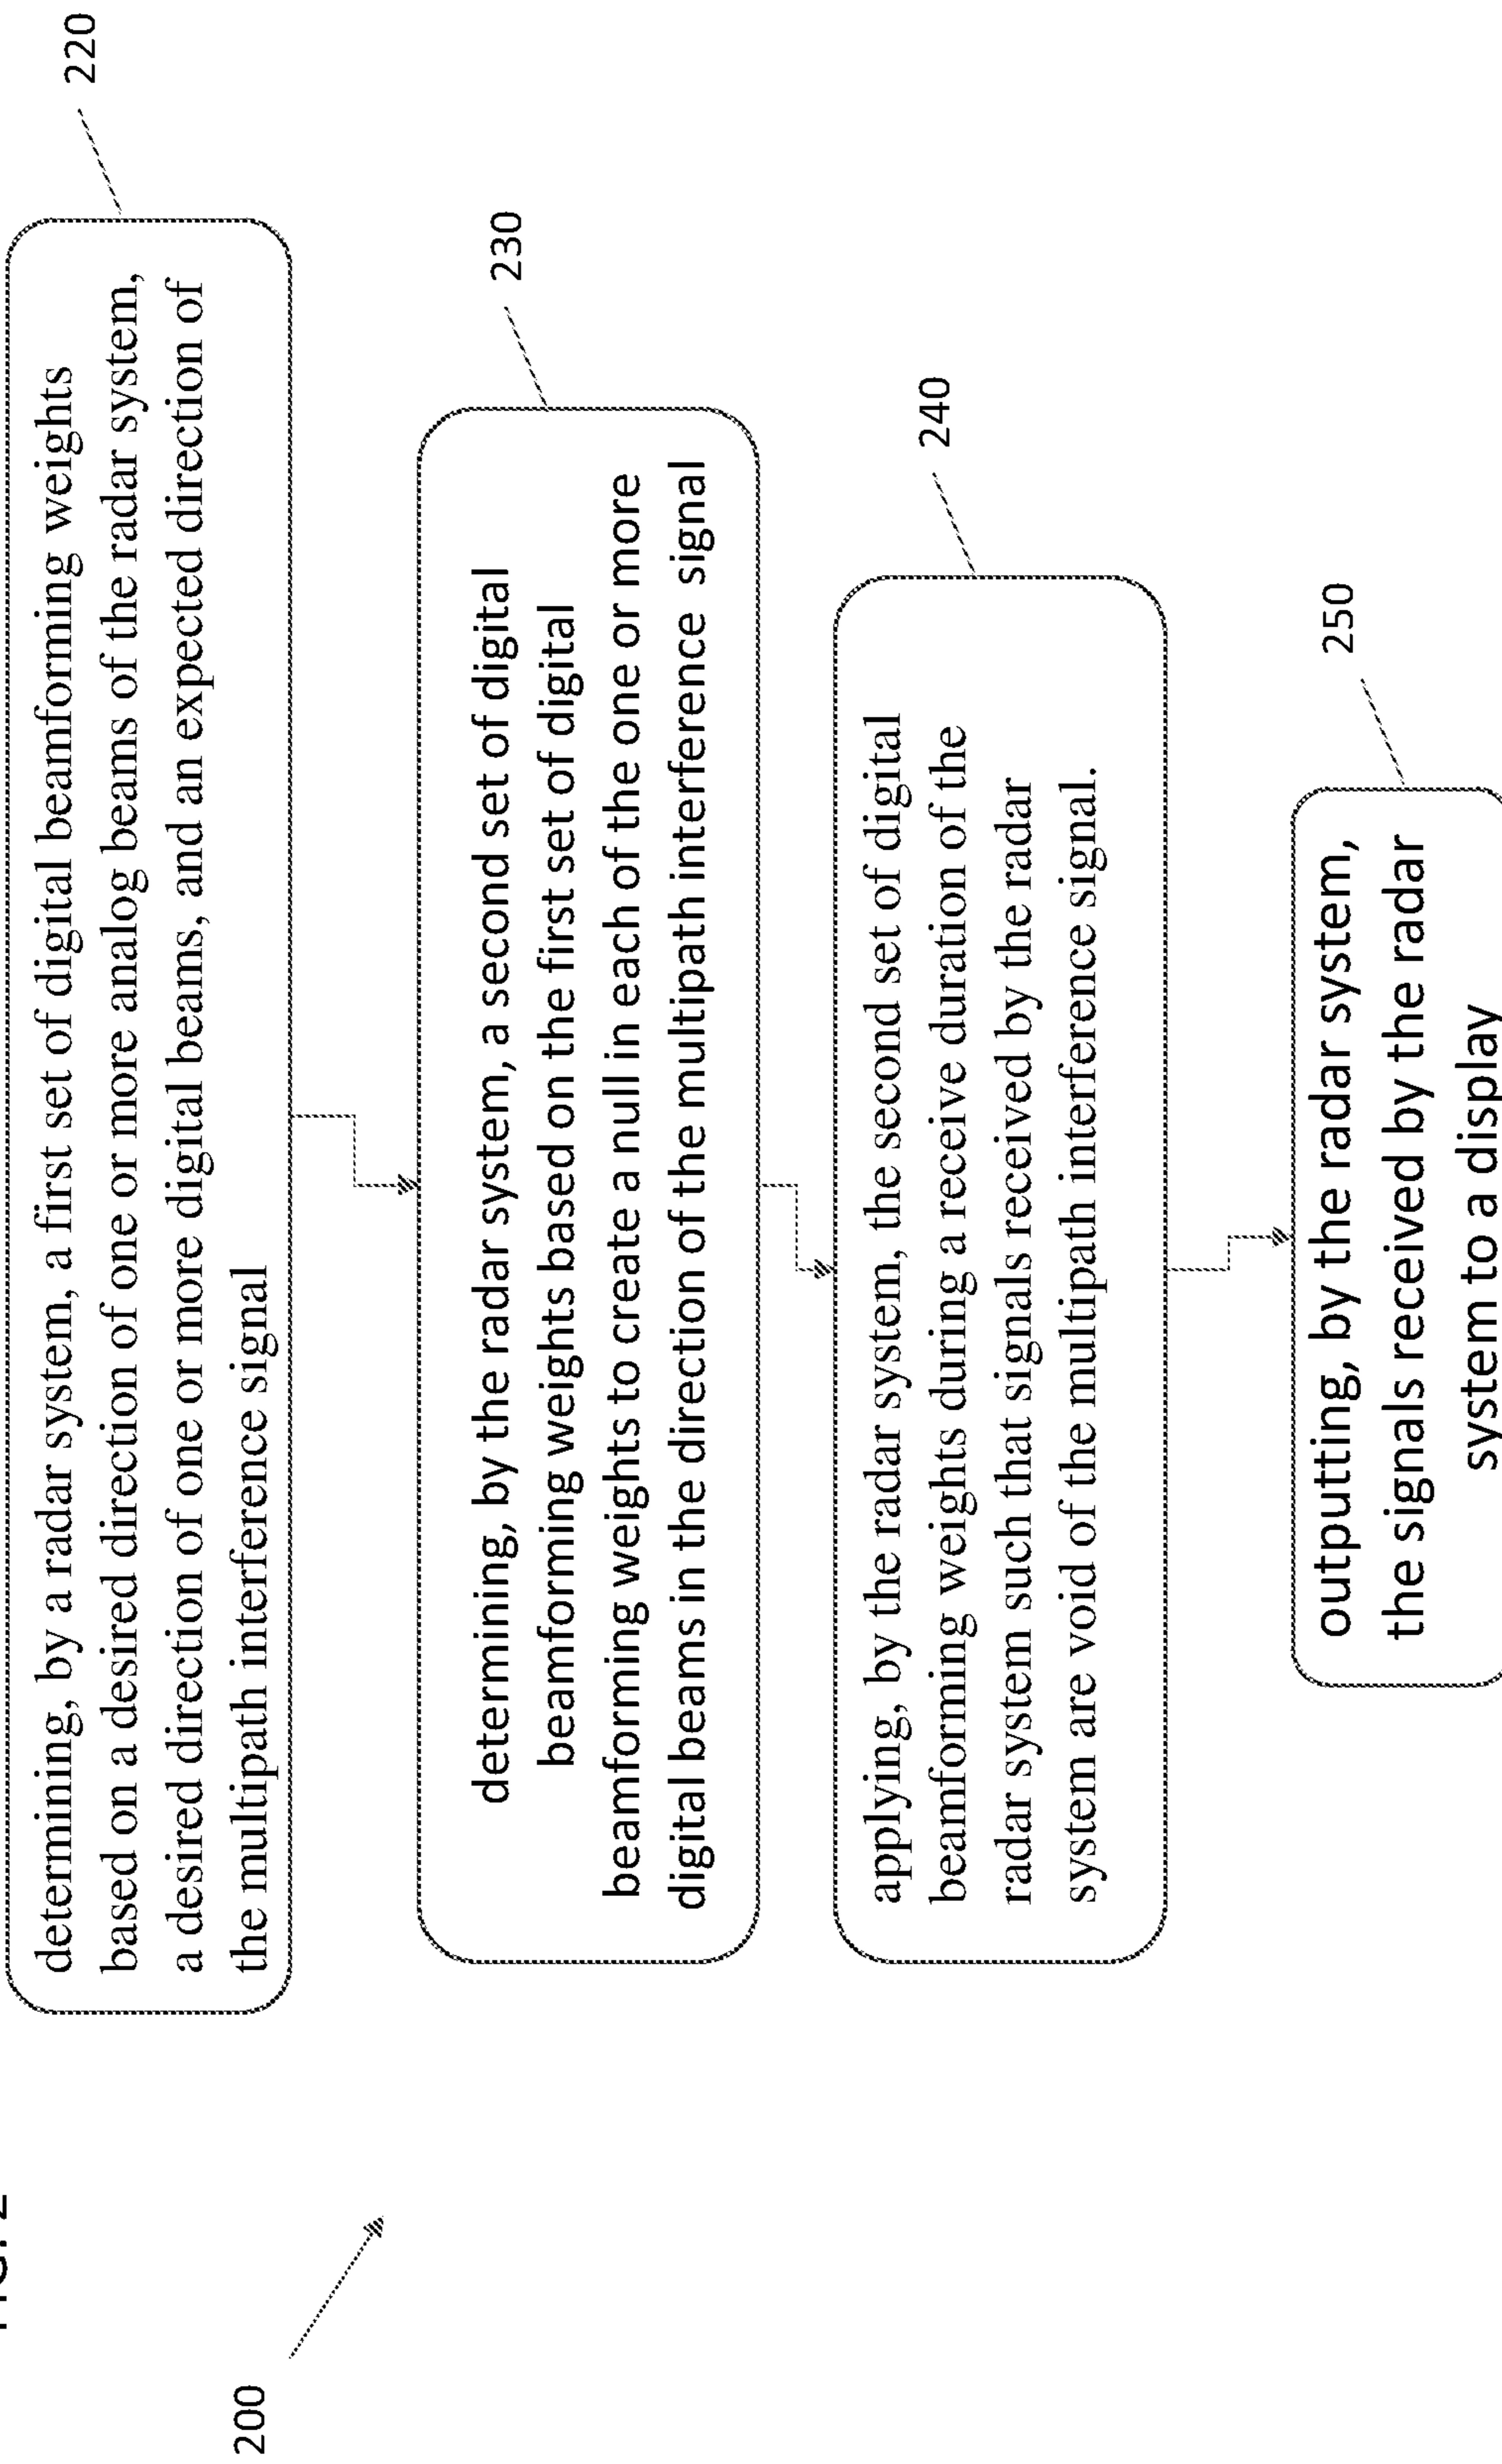 FIG. 2
200
220
determining, by a radar system, a first set of digital beamforming weights
based on a desired direction of one or more analog beams of the radar system,
a desired direction of one or more digital beams, and an expected direction of
the multipath interference signal
230
determining, by the radar system, a second set of digital
beamforming weights based on the first set of digital
beamforming weights to create a null in each of the one or more
digital beams in the direction of the multipath interference signal
240
applying, by the radar system, the second set of digital
beamforming weights during a receive duration of the
radar system such that signals received by the radar
system are void of the multipath interference signal.
250
outputting, by the radar system,
the signals received by the radar
system to a display